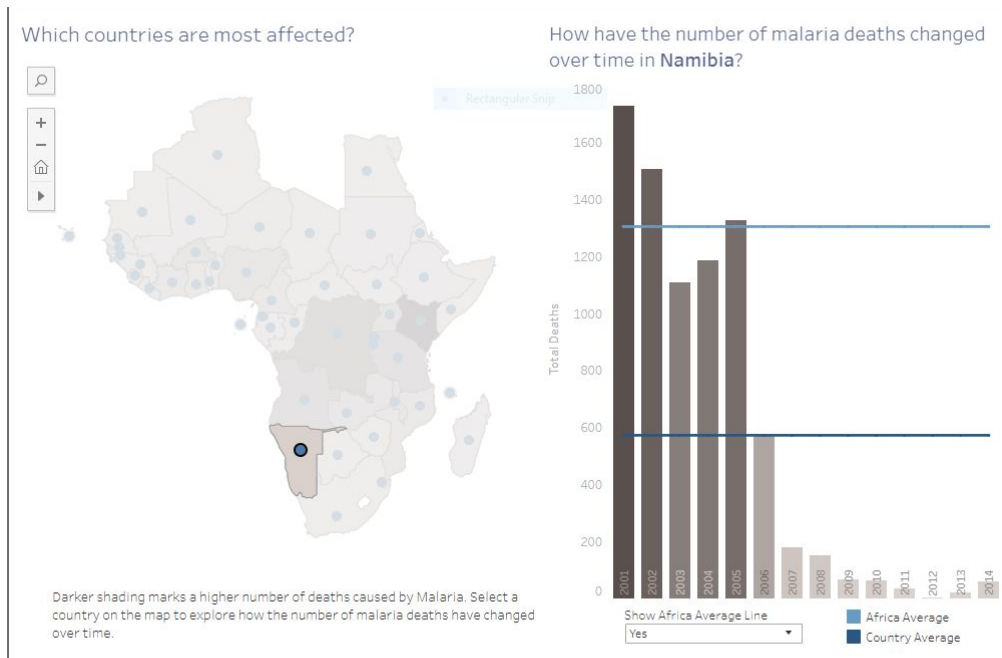 Which countries are most affected?
How have the number of malaria deaths changed
over time in Namibia?
Rectangular Snip
1800
1600
1400
1200
1000
800
600
400
200
0
Total Deaths
2001
2002
2003
2004
2005
2006
2007
2008
2009
2010
2011
2012
2013
2014
Darker shading marks a higher number of deaths caused by Malaria. Select a
country on the map to explore how the number of malaria deaths have changed
over time.
Show Africa Average Line
Yes
Africa Average
Country Average